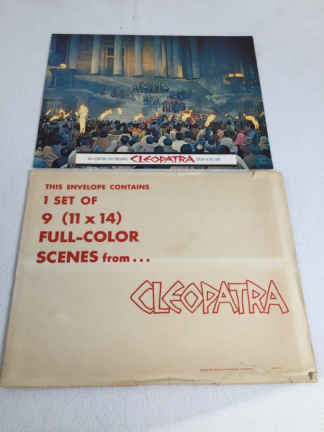 CLEOPATRA
THIS ENVELOPE CONTAINS
1 SET OF
9 (11 x 14)
FULL-COLOR
SCENES from...
CLEOPATRA